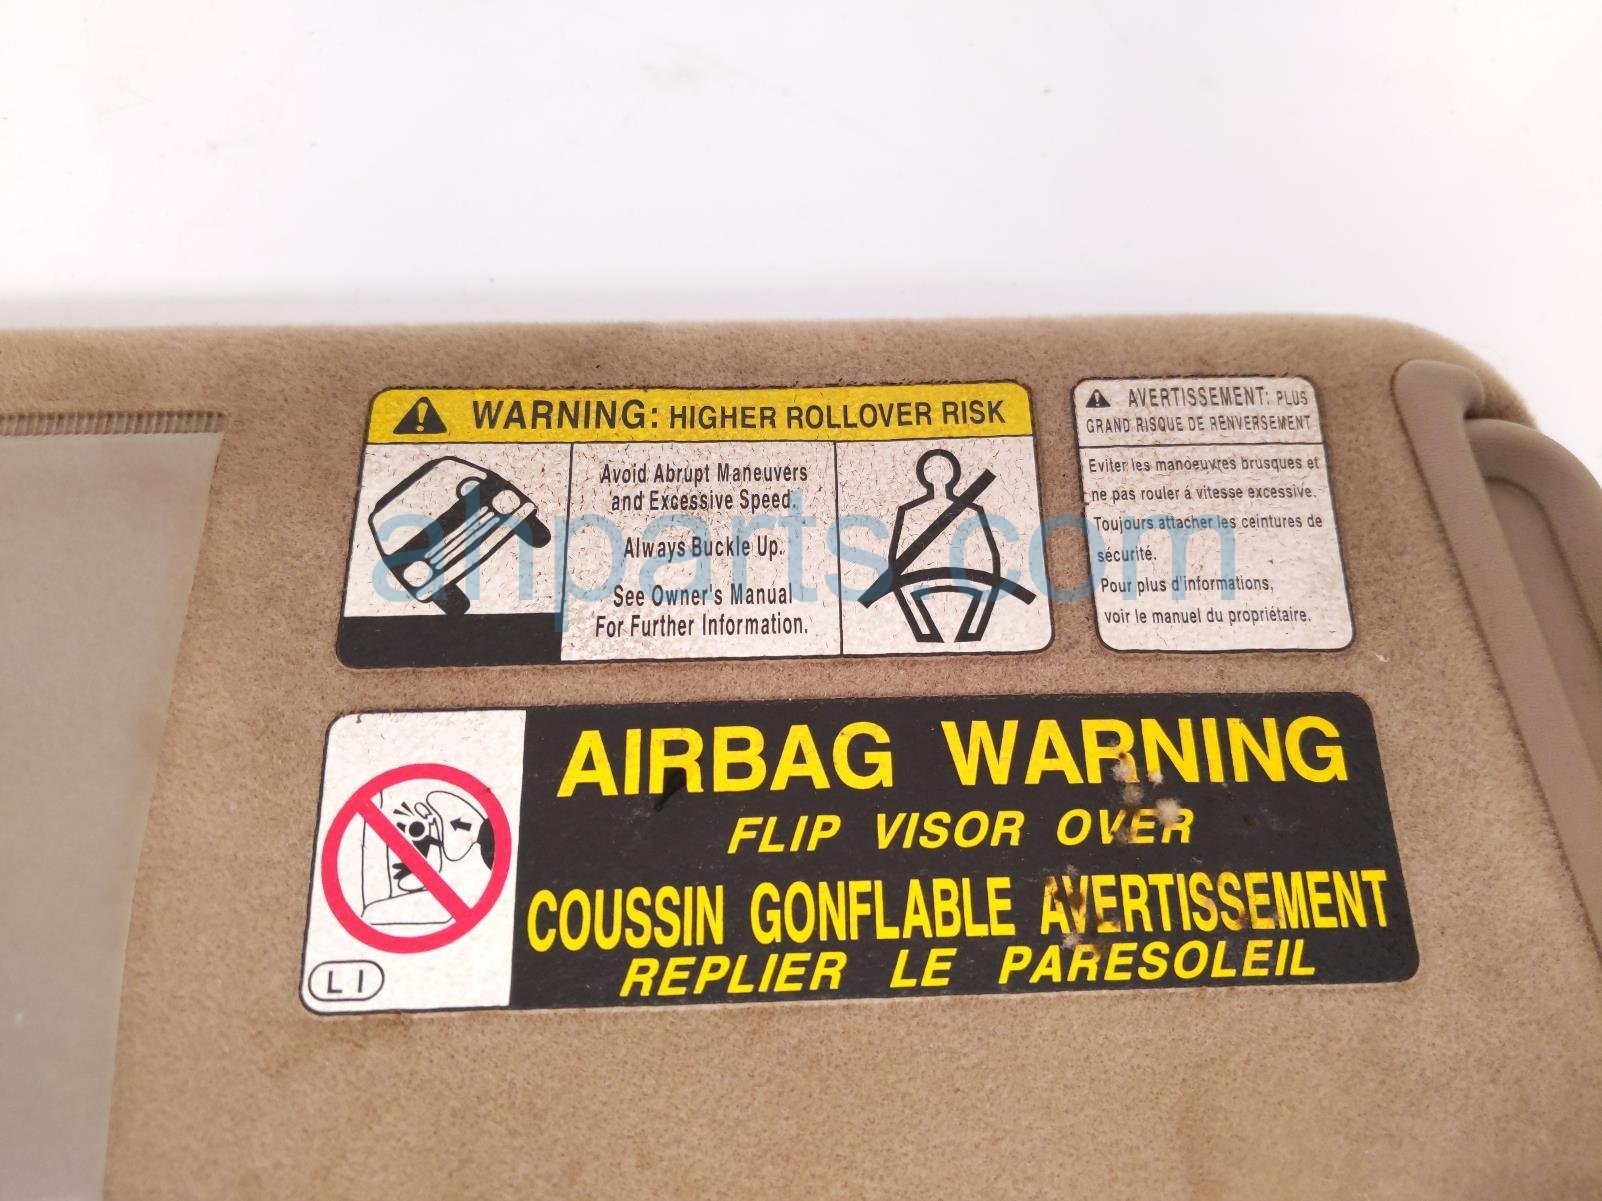 WARNING: HIGHER ROLLOVER RISK
Avoid Abrupt Maneuvers
and Excessive Speed.
Always Buckle Up.
See Owner's Manual
For Further Information.
AVERTISSEMENT: PLUS
GRAND RISQUE DE RENVERSEMENT
Eviter les manoeuvres brusques et
ne pas rouler á vitesse excessive.
Toujours attacher les ceintures de
sécurité.
Pour plus d'informations,
voir le manuel du propriétaire.
ahparts.com
AIRBAG WARNING
FLIP VISOR OVER
COUSSIN GONFLABLE AVERTISSEMENT
REPLIER LE PARESOLEIL
LI